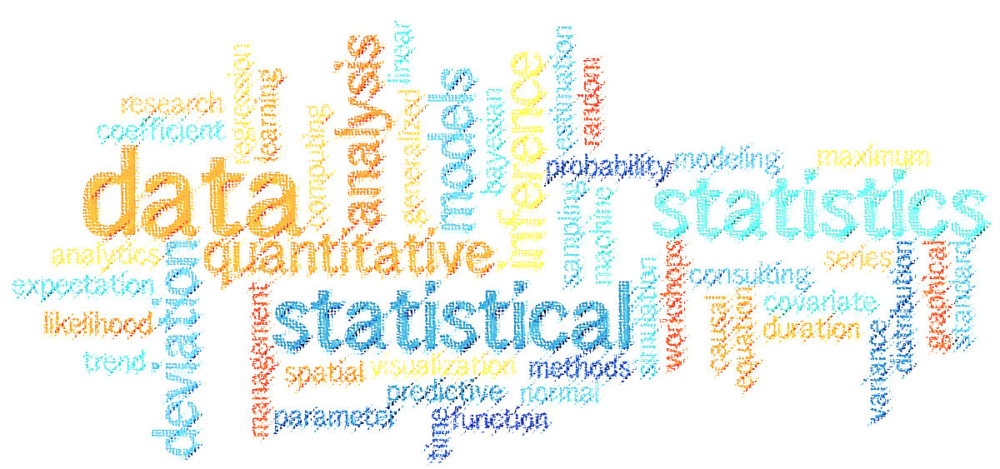 linear
estimation
regression
learning
analysis
models
inference
random
research
coefficient
computing
generalized
bayesian
data
probability
modeling
maximum
sampling
machine
statistics
analytics
deviation
quantitative
series
expectation
statistical
simulation
workshops
consulting
distribution
graphical
standard
likelihood
management
causal
equation
covariate
duration
variance
trend
spatial
visualization
methods
predictive
normal
parameter
time
function